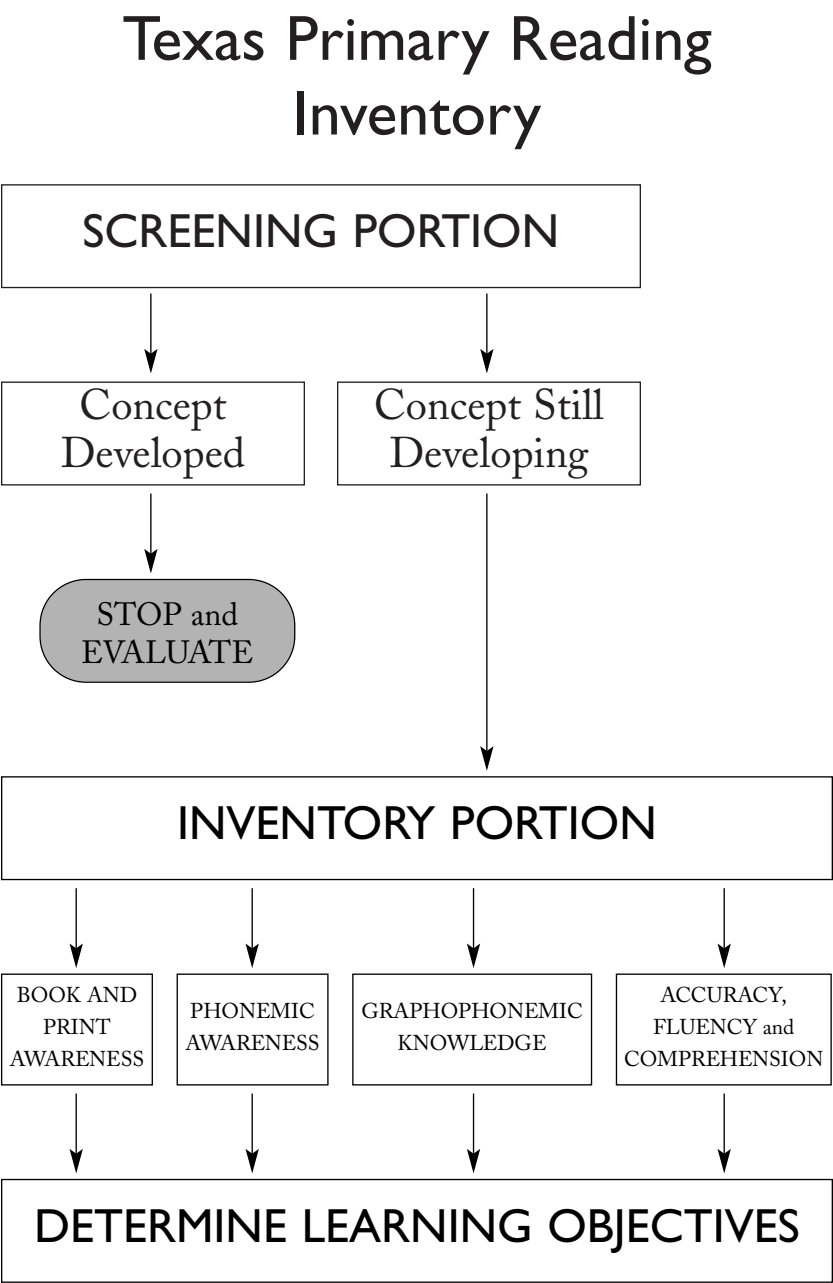 Texas Primary Reading
Inventory
SCREENING PORTION
Concept
Developed
Concept Still
Developing
STOP and
EVALUATE
INVENTORY PORTION
BOOK AND
PRINT
AWARENESS
PHONEMIC
AWARENESS
GRAPHOPHONEMIC
KNOWLEDGE
ACCURACY,
FLUENCY and
COMPREHENSION
DETERMINE LEARNING OBJECTIVES